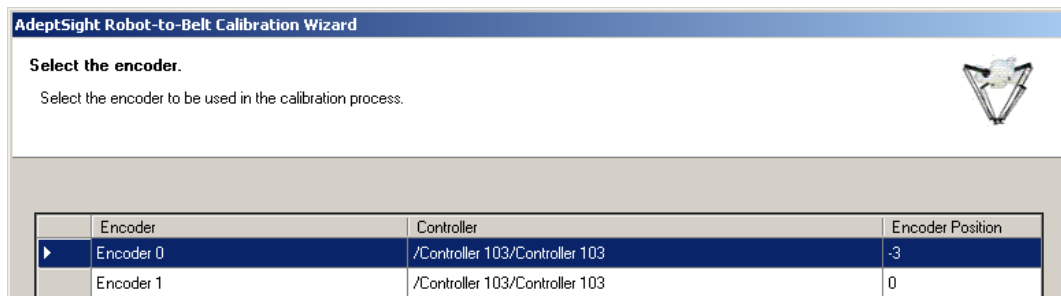 AdeptSight Robot-to-Belt Calibration Wizard
Select the encoder.
Select the encoder to be used in the calibration process.
Encoder Controller Encoder Position
Encoder 0 /Controller 103/Controller 103 -3
Encoder 1 /Controller 103/Controller 103 0